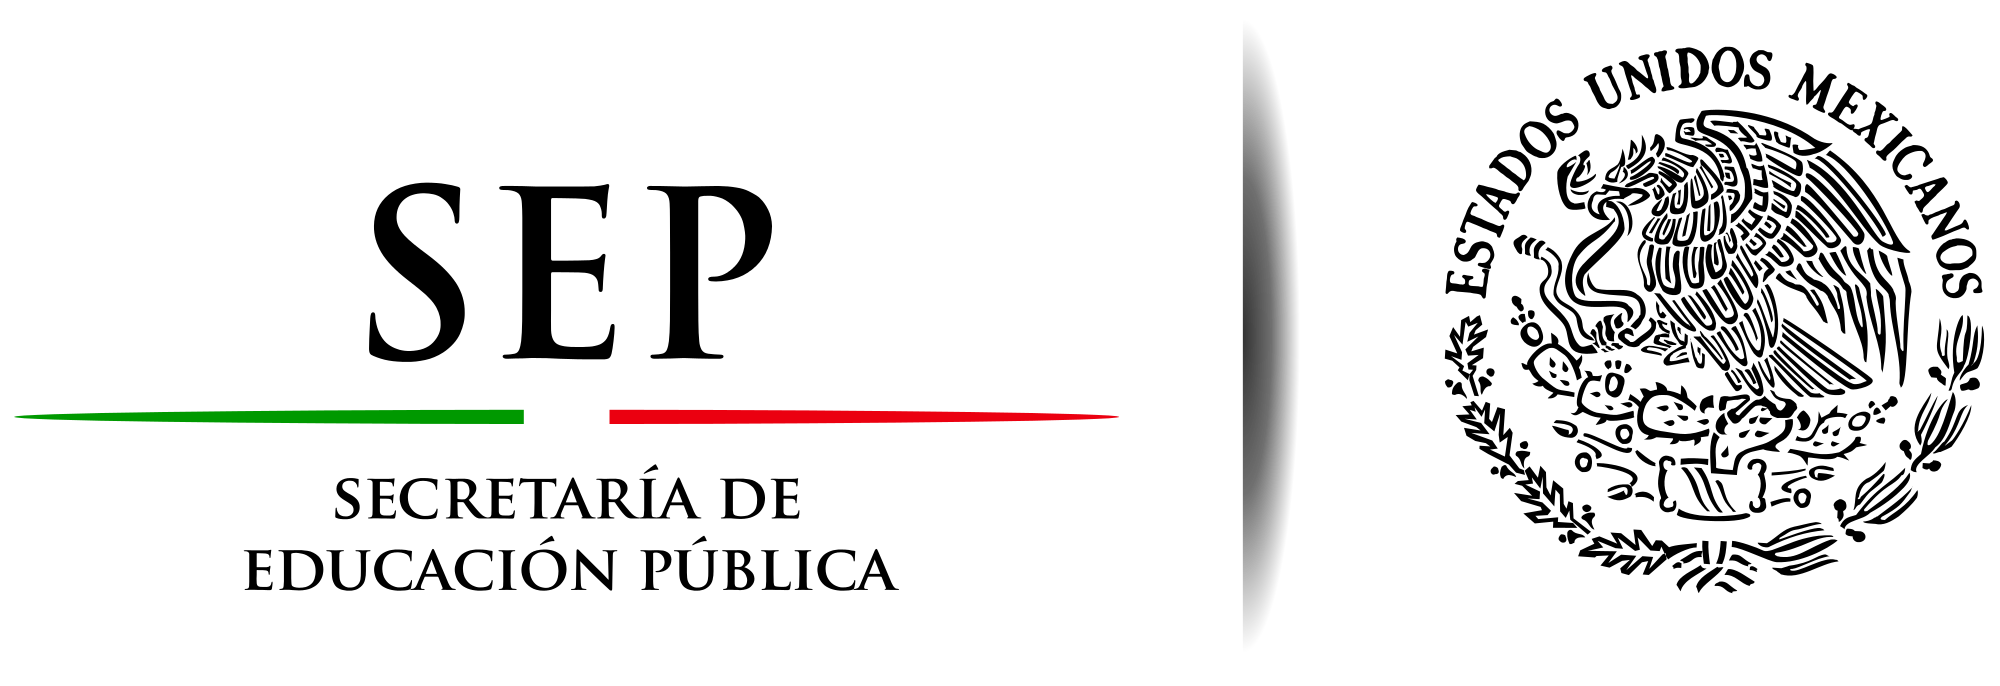 SEP
SECRETARÍA DE
EDUCACIÓN PÚBLICA
ESTADOS UNIDOS MEXICANOS